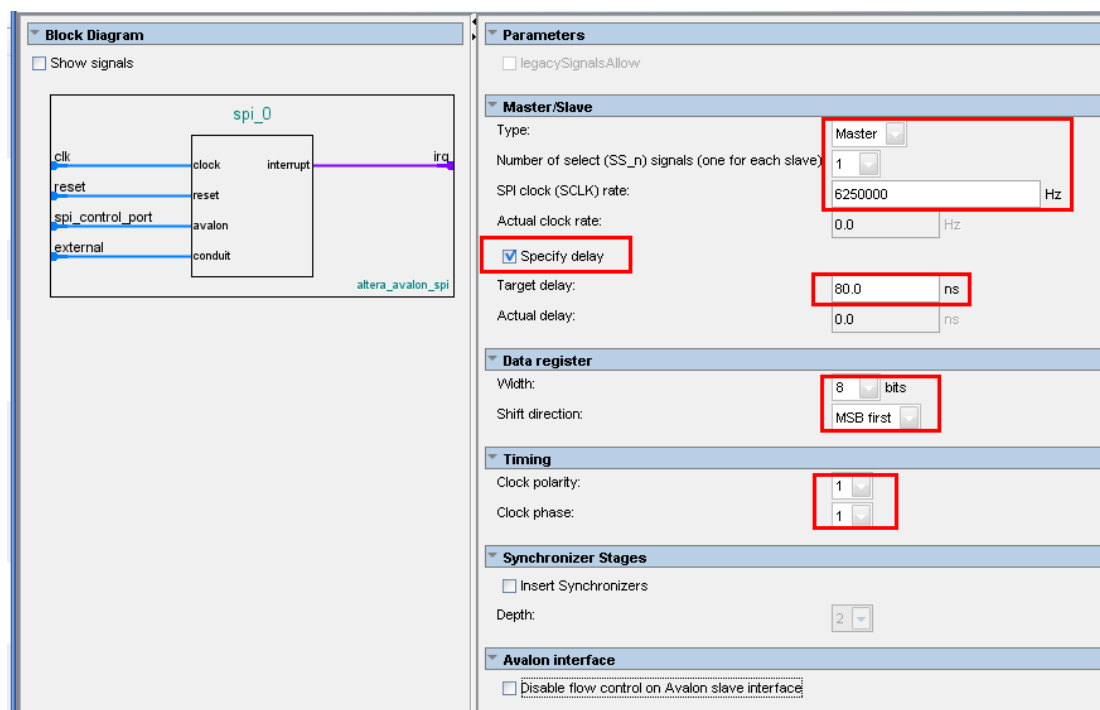 Block Diagram
Show signals
spi_0
clk
clock
interrupt
irq
reset
reset
spi_control_port
avalon
external
conduit
altera_avalon_spi
Parameters
legacySignalsAllow
Master/Slave
Type: Master
Number of select (SS_n) signals (one for each slave) 1
SPI clock (SCLK) rate: 6250000 Hz
Actual clock rate: 0.0 Hz
Specify delay
Target delay: 80.0 ns
Actual delay: 0.0 ns
Data register
Width: 8 bits
Shift direction: MSB first
Timing
Clock polarity: 1
Clock phase: 1
Synchronizer Stages
Insert Synchronizers
Depth: 2
Avalon interface
Disable flow control on Avalon slave interface